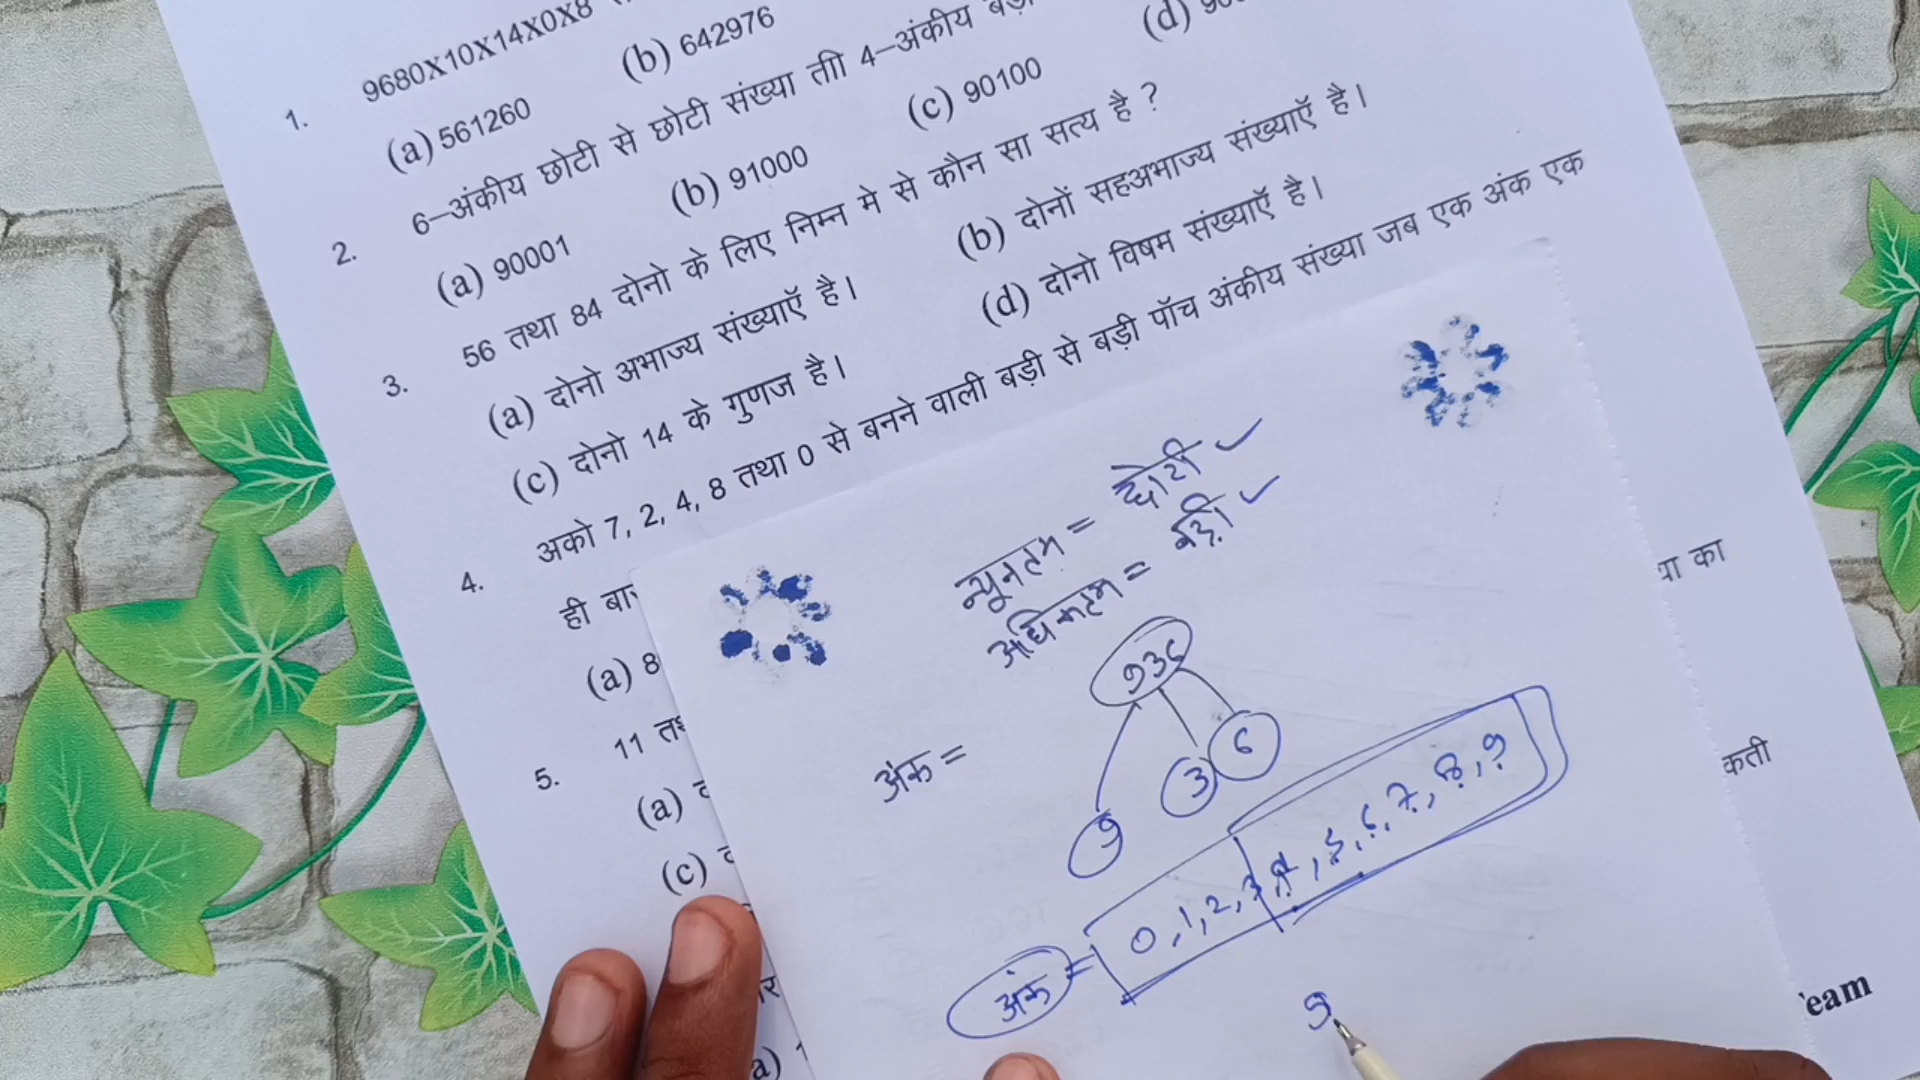 1. 9680X10X14X0X8
(a) 561260 (b) 642976 (d)
2. 6–अंकीय छोटी से छोटी संख्या तीा 4–अंकीय
(a) 90001 (b) 91000 (c) 90100
3. 56 तथा 84 दोनो के लिए निम्न मे से कौन सा सत्य है ?
(a) दोनो अभाज्य संख्याएॅ है। (b) दोनों सहअभाज्य संख्याएॅ है।
(c) दोनो 14 के गुणज है। (d) दोनो विषम संख्याएॅ है।
4. अको 7, 2, 4, 8 तथा 0 से बनने वाली बड़ी से बड़ी पॉच अंकीय संख्या जब एक अंक एक
ही
(a) 8
5. 11
(a)
(c)
या का
कती
न्यूनतम = छोटी ✓
अधिकतम = बड़ी ✓
936
अंक =
9 3 6
अंक = 0, 1, 2, 3, 4, 5, 6, 7, 8, 9
9